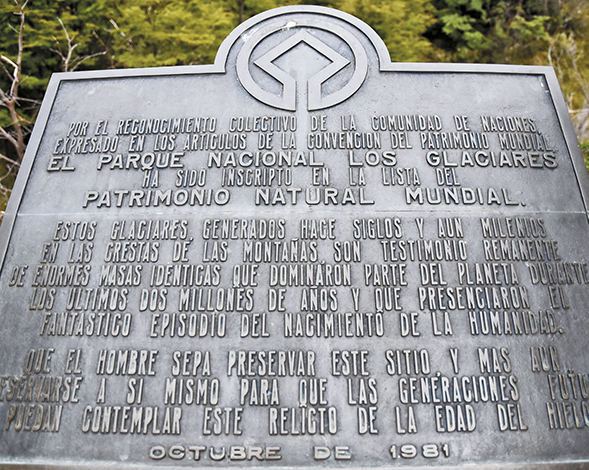 POR EL RECONOCIMIENTO COLECTIVO DE LA COMUNIDAD DE NACIONES,
EXPRESADO EN LOS ARTICULOS DE LA CONVENCION DEL PATRIMONIO MUNDIAL
EL PARQUE NACIONAL LOS GLACIARES
HA SIDO INSCRIPTO EN LA LISTA DEL
PATRIMONIO NATURAL MUNDIAL.
ESTOS GLACIARES, GENERADOS HACE SIGLOS Y AUN MILENIOS
EN LAS CRESTAS DE LAS MONTAÑAS, SON TESTIMONIO REMANENTE
DE ENORMES MASAS IDENTICAS QUE DOMINARON PARTE DEL PLANETA DURANTE
LOS ULTIMOS DOS MILLONES DE AÑOS Y QUE PRESENCIARON EL
FANTASTICO EPISODIO DEL NACIMIENTO DE LA HUMANIDAD.
QUE EL HOMBRE SEPA PRESERVAR ESTE SITIO Y MAS AUN
ESERVARSE A SI MISMO PARA QUE LAS GENERACIONES FUTU
PUEDAN CONTEMPLAR ESTE RELICTO DE LA EDAD DEL HIELO
OCTUBRE DE 1981